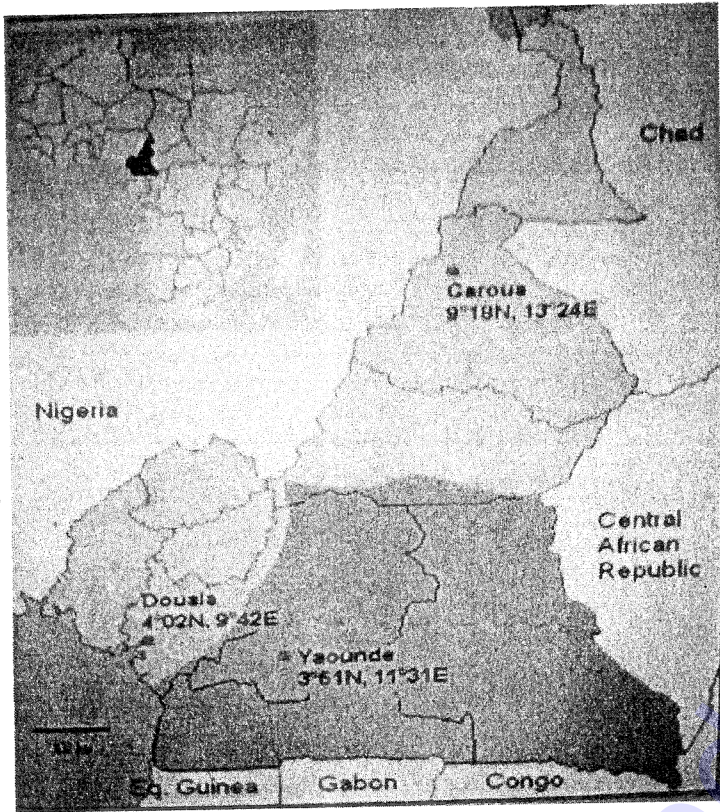 Chad
Garoua
9°18N, 13°24E
Nigeria
Central
African
Republic
Douala
4°02N, 9°42E
Yaounde
3°51N, 11°31E
Eq. Guinea
Gabon
Congo